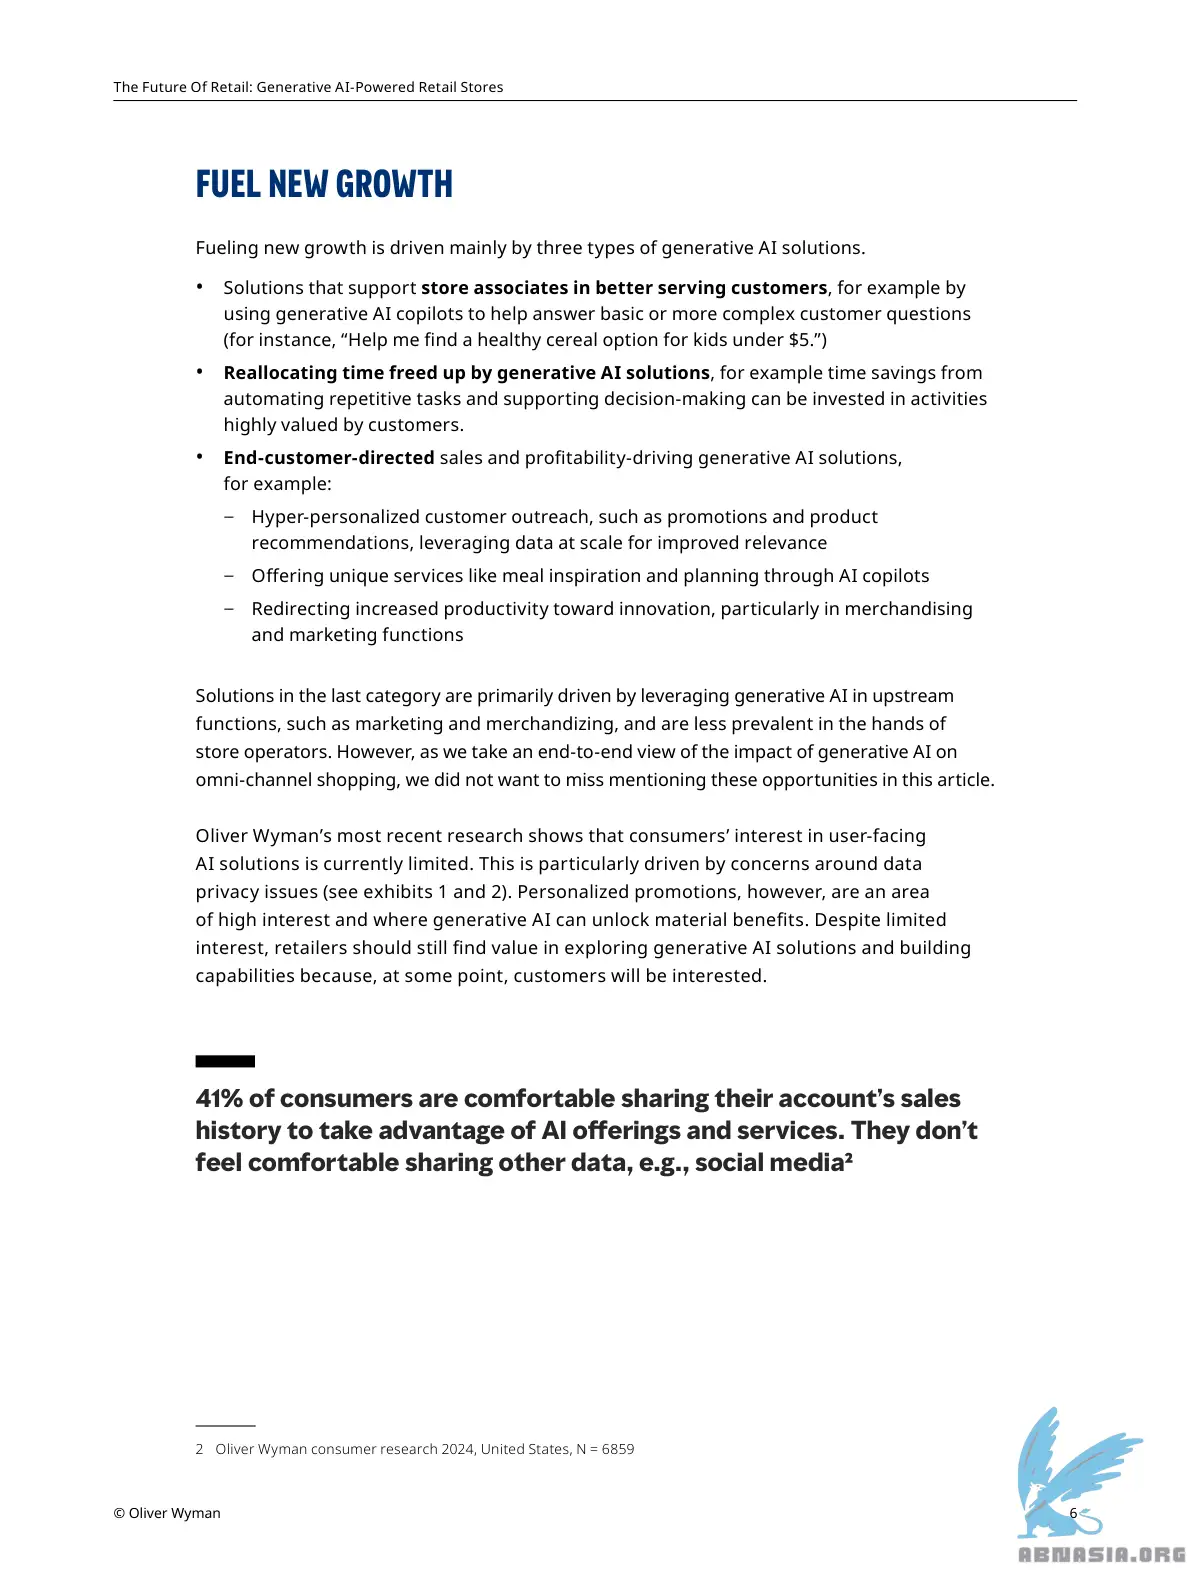 The Future Of Retail: Generative AI-Powered Retail Stores
FUEL NEW GROWTH
Fueling new growth is driven mainly by three types of generative AI solutions.
• Solutions that support store associates in better serving customers, for example by
using generative AI copilots to help answer basic or more complex customer questions
(for instance, “Help me find a healthy cereal option for kids under $5.”)
• Reallocating time freed up by generative AI solutions, for example time savings from
automating repetitive tasks and supporting decision-making can be invested in activities
highly valued by customers.
• End-customer-directed sales and profitability-driving generative AI solutions,
for example:
– Hyper-personalized customer outreach, such as promotions and product
recommendations, leveraging data at scale for improved relevance
– Offering unique services like meal inspiration and planning through AI copilots
– Redirecting increased productivity toward innovation, particularly in merchandising
and marketing functions
Solutions in the last category are primarily driven by leveraging generative AI in upstream
functions, such as marketing and merchandizing, and are less prevalent in the hands of
store operators. However, as we take an end-to-end view of the impact of generative AI on
omni-channel shopping, we did not want to miss mentioning these opportunities in this article.
Oliver Wyman’s most recent research shows that consumers’ interest in user-facing
AI solutions is currently limited. This is particularly driven by concerns around data
privacy issues (see exhibits 1 and 2). Personalized promotions, however, are an area
of high interest and where generative AI can unlock material benefits. Despite limited
interest, retailers should still find value in exploring generative AI solutions and building
capabilities because, at some point, customers will be interested.
41% of consumers are comfortable sharing their account’s sales
history to take advantage of AI offerings and services. They don’t
feel comfortable sharing other data, e.g., social media²
2 Oliver Wyman consumer research 2024, United States, N = 6859
© Oliver Wyman
6
ABNASIA.ORG